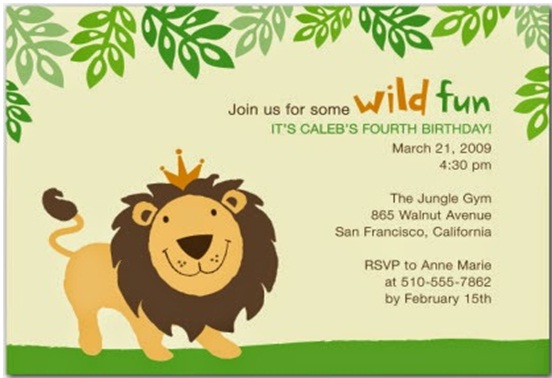 Join us for some wild fun
IT'S CALEB'S FOURTH BIRTHDAY!
March 21, 2009
4:30 pm
The Jungle Gym
865 Walnut Avenue
San Francisco, California
RSVP to Anne Marie
at 510-555-7862
by February 15th